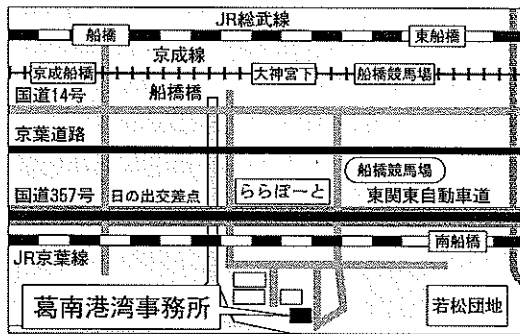 JR総武線
船橋
東船橋
京成線
京成船橋
大神宮下
船橋競馬場
国道14号
船橋橋
京葉道路
船橋競馬場
国道357号
日の出交差点
ららぽーと
東関東自動車道
南船橋
JR京葉線
葛南港湾事務所
若松団地